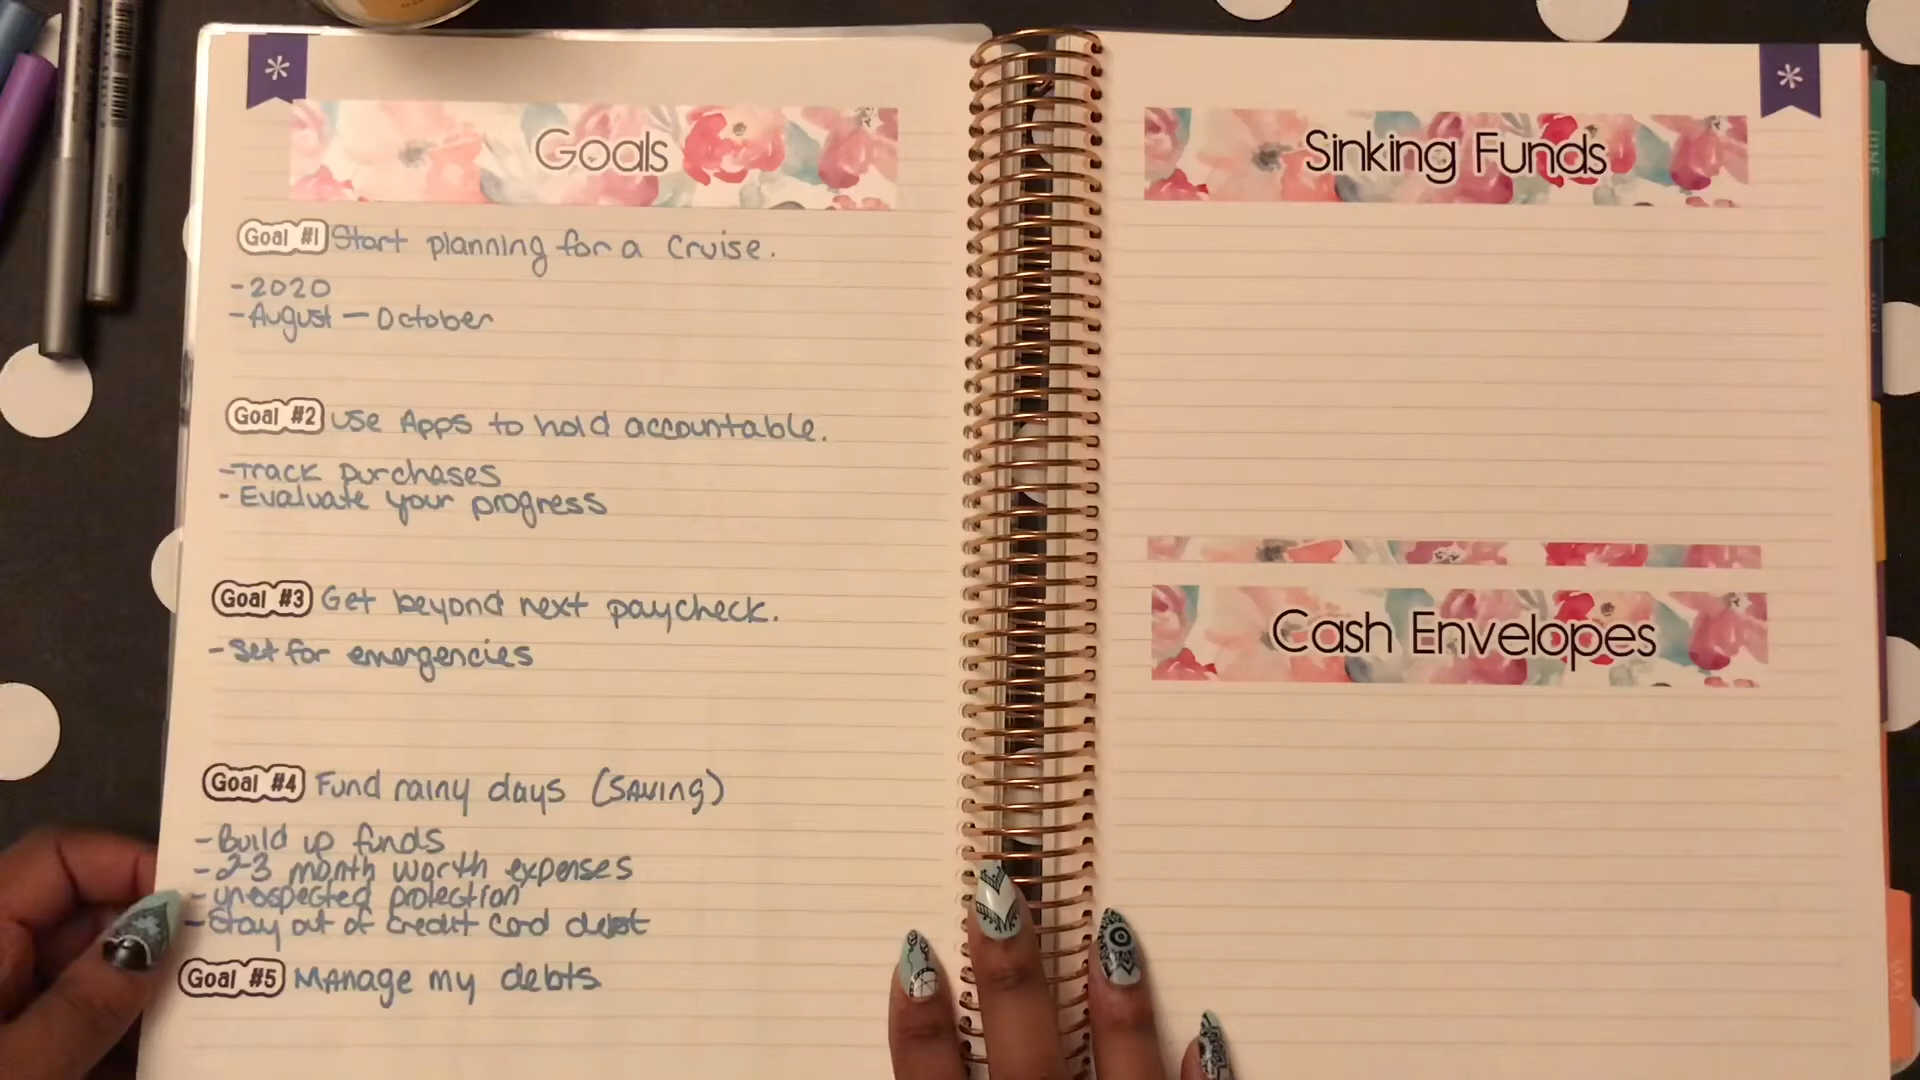 Goals
Goal #1 Start planning for a Cruise.
- 2020
- August - October
Goal #2 Use Apps to hold accountable.
- Track purchases
- Evaluate your progress
Goal #3 Get beyond next paycheck.
- Set for emergencies
Goal #4 Fund rainy days (SAVING)
- Build up funds
- 2-3 month worth expenses
- unexspected protection
- Stay out of credit card debt
Goal #5 Manage my debts
Sinking Funds
Cash Envelopes
JUNE
MAY